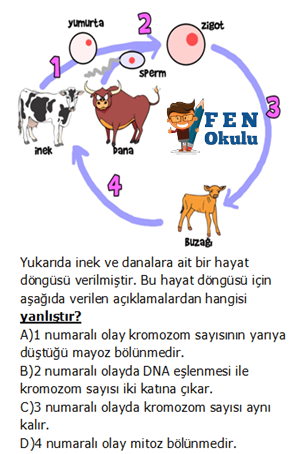 yumurta
2
zigot
1
sperm
FEN
Okulu
3
inek
dana
4
Buzağı
Yukarıda inek ve danalara ait bir hayat
döngüsü verilmiştir. Bu hayat döngüsü için
aşağıda verilen açıklamalardan hangisi
yanlıştır?
A)1 numaralı olay kromozom sayısının yarıya
düştüğü mayoz bölünmedir.
B)2 numaralı olayda DNA eşlenmesi ile
kromozom sayısı iki katına çıkar.
C)3 numaralı olayda kromozom sayısı aynı
kalır.
D)4 numaralı olay mitoz bölünmedir.